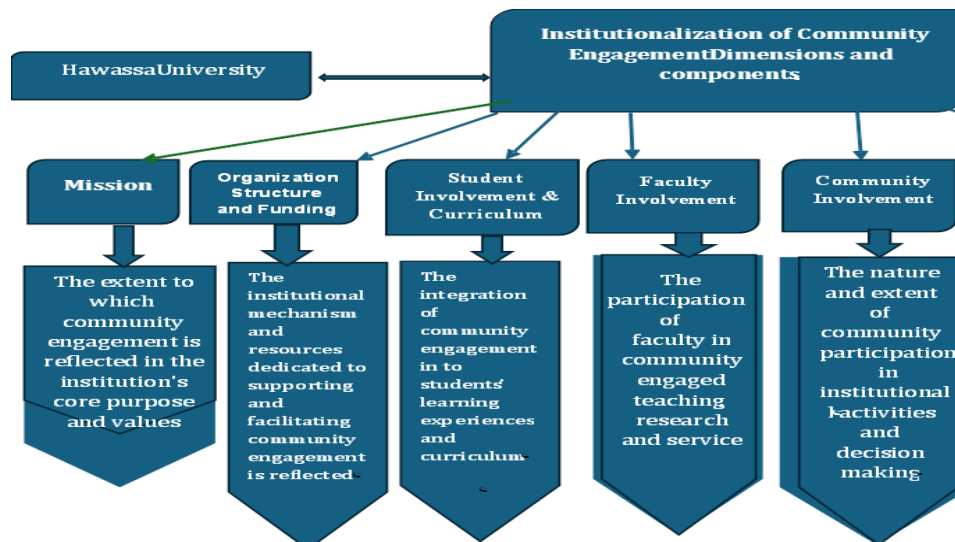 Institutionalization of Community
EngagementDimensions and
components
HawassaUniversity
Mission
Organization
Structure
and Funding
Student
Involvement &
Curriculum
Faculty
Involvement
Community
Involvement
The extent to
which
community
engagement is
reflected in the
institution's
core purpose
and values
The
institutional
mechanism
and
resources
dedicated to
supporting
and
facilitating
community
engagement
is reflected
The
integration
of
community
engagement
in to
students'
learning
experiences
and
curriculum
The
participation
of
faculty in
community
engaged
teaching
research
and service
The nature
and extent
of
community
participation
in
institutional
activities
and
decision
making